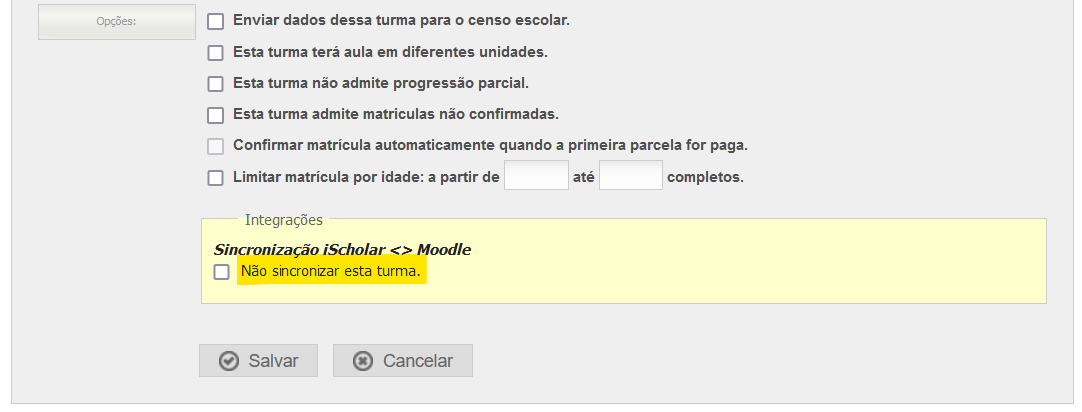 Opções:
Enviar dados dessa turma para o censo escolar.
Esta turma terá aula em diferentes unidades.
Esta turma não admite progressão parcial.
Esta turma admite matriculas não confirmadas.
Confirmar matrícula automaticamente quando a primeira parcela for paga.
Limitar matrícula por idade: a partir de até completos.
Integrações
Sincronização iScholar <> Moodle
Não sincronizar esta turma.
Salvar Cancelar